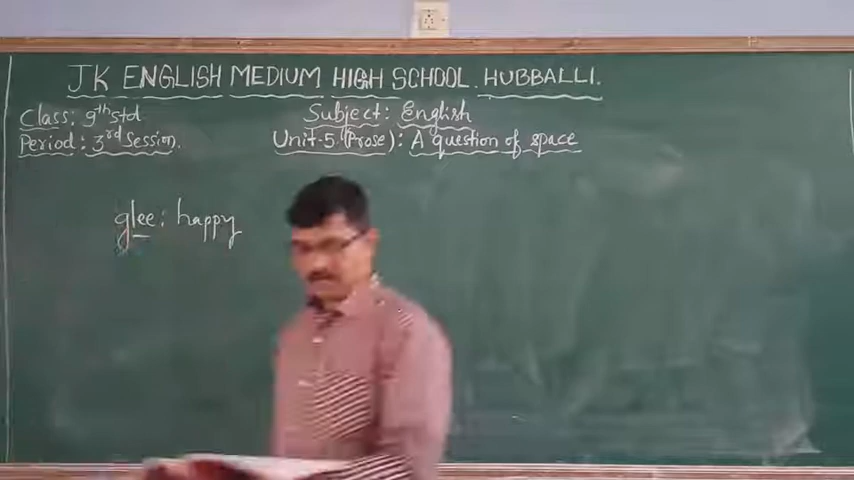 JK ENGLISH MEDIUM HIGH SCHOOL. HUBBALLI.
Class: 9th std Subject: English
Period: 3rd Session. Unit-5 (Prose): A question of space
glee: happy